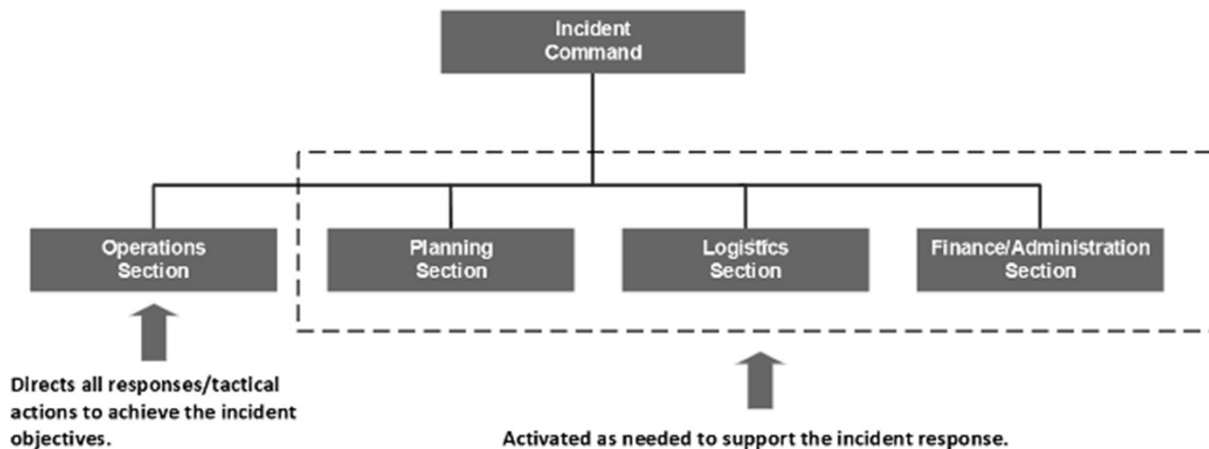 Incident
Command
Operations
Section
Planning
Section
Logistics
Section
Finance/Administration
Section
Directs all responses/tactical
actions to achieve the incident
objectives.
Activated as needed to support the incident response.